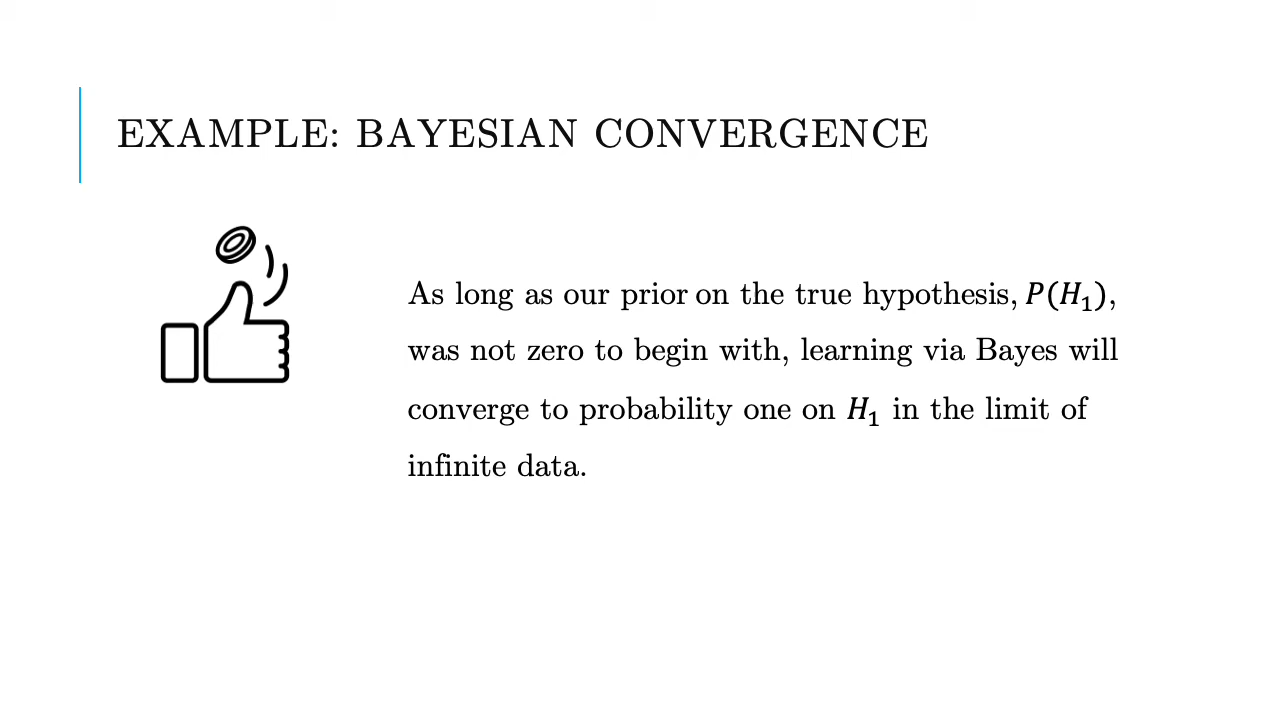 EXAMPLE: BAYESIAN CONVERGENCE
As long as our prior on the true hypothesis, P(H₁),
was not zero to begin with, learning via Bayes will
converge to probability one on H₁ in the limit of
infinite data.